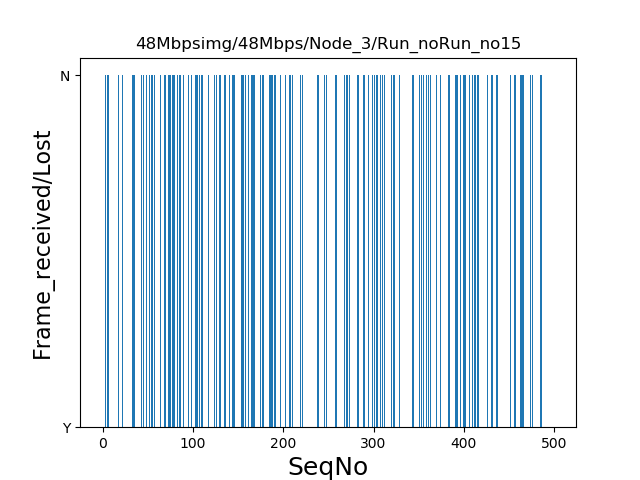 48Mbpsimg/48Mbps/Node_3/Run_noRun_no15
N
Frame_received/Lost
Y
0 100 200 300 400 500
SeqNo